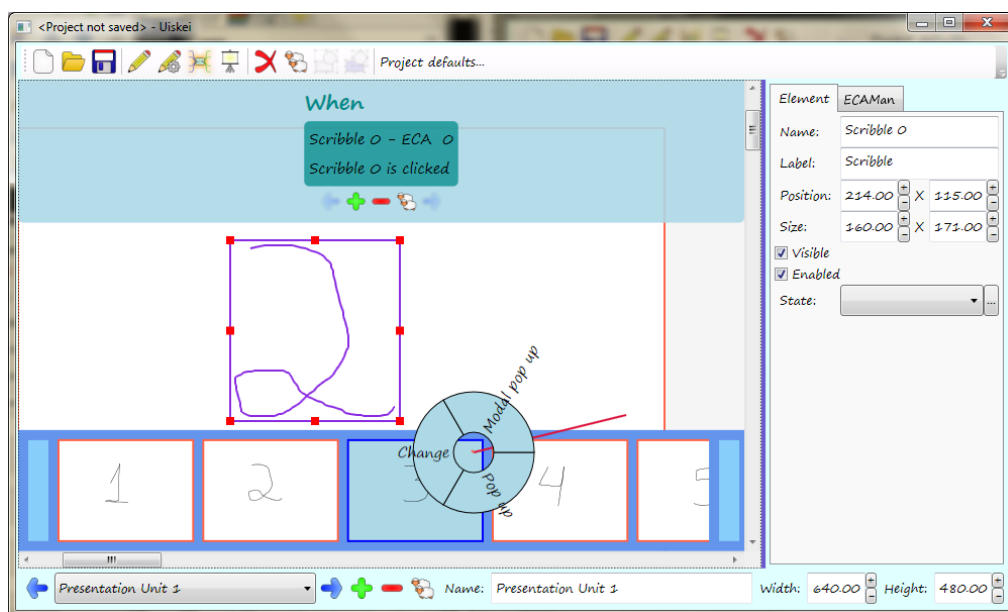 <Project not saved> - Uiskei
Project defaults...
When
Scribble 0 - ECA 0
Scribble 0 is clicked
Element ECAMan
Name: Scribble 0
Label: Scribble
Position: 214.00 X 115.00
Size: 160.00 X 171.00
Visible
Enabled
State:
...
2
Modal pop up
Change
Pop up
1 2 3 4 5
Presentation Unit 1
Name: Presentation Unit 1
Width: 640.00 Height: 480.00